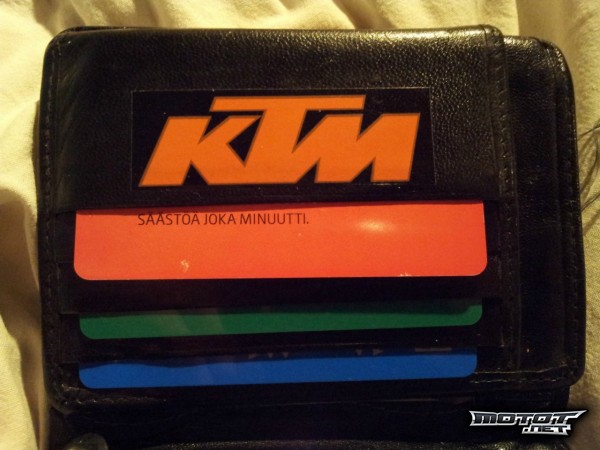 KTM
SÄÄSTÖÄ JOKA MINUUTTI.
MOTOT
.NET